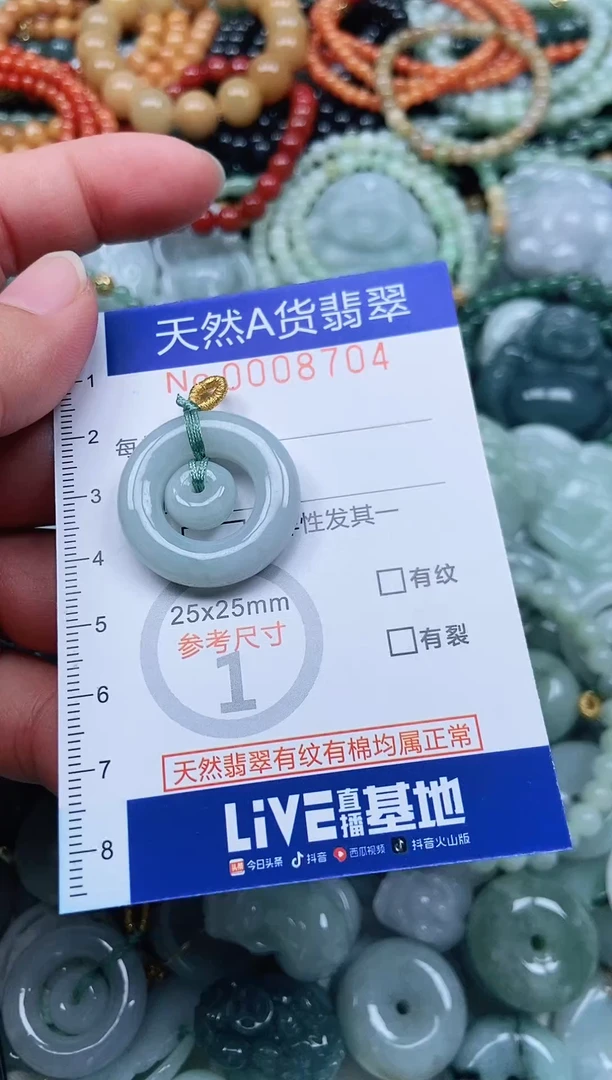 天然A货翡翠
No 0008704
1
2
每
3
性发其一
4
有纹
5
25x25mm
参考尺寸
有裂
1
6
天然翡翠有纹有棉均属正常
7
LiVE直播基地
8
今日头条 抖音 西瓜视频 抖音火山版